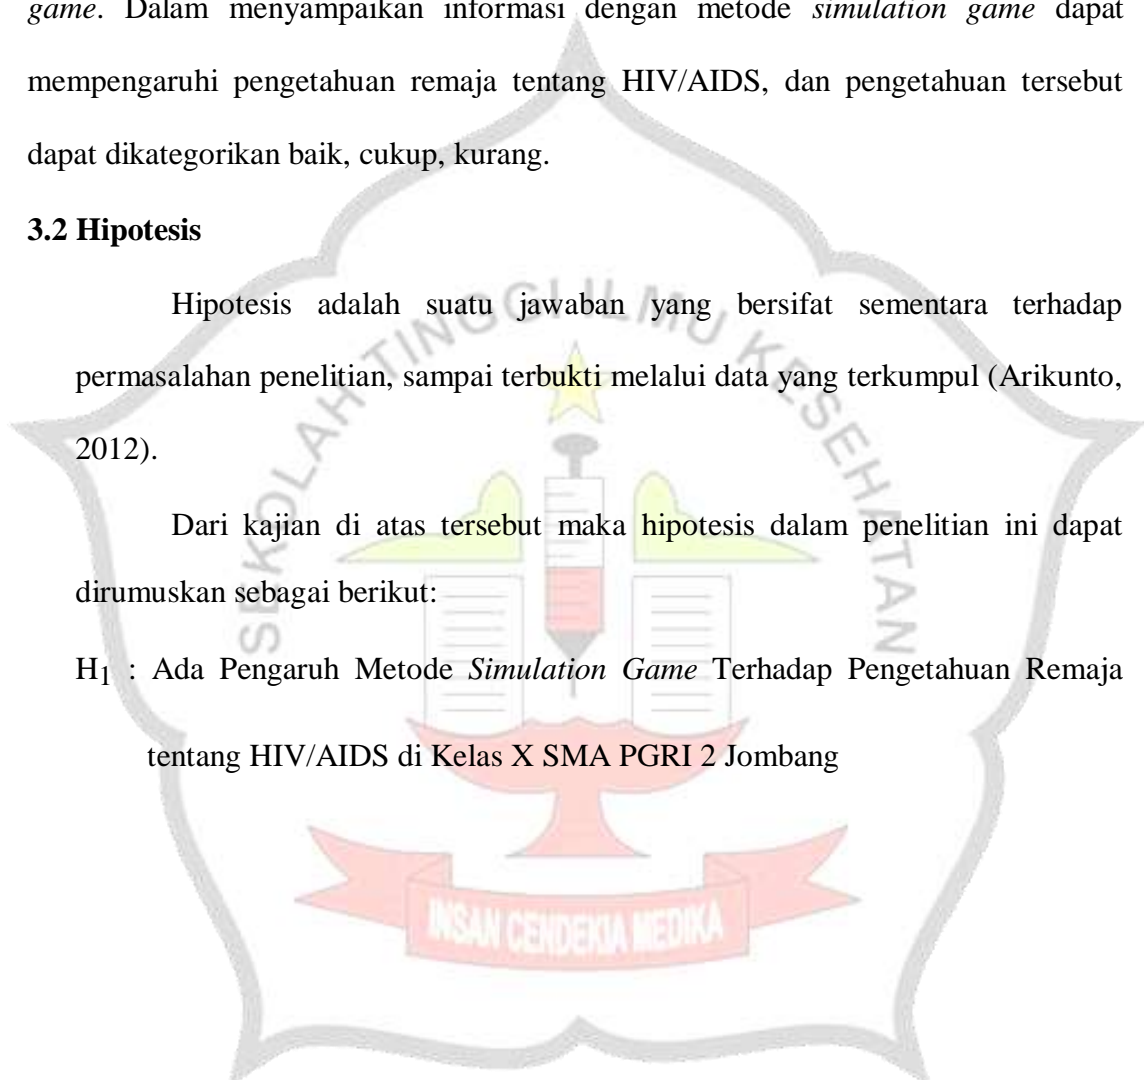 game. Dalam menyampaikan informasi dengan metode simulation game dapat
mempengaruhi pengetahuan remaja tentang HIV/AIDS, dan pengetahuan tersebut
dapat dikategorikan baik, cukup, kurang.
3.2 Hipotesis
Hipotesis adalah suatu jawaban yang bersifat sementara terhadap
permasalahan penelitian, sampai terbukti melalui data yang terkumpul (Arikunto,
2012).
Dari kajian di atas tersebut maka hipotesis dalam penelitian ini dapat
dirumuskan sebagai berikut:
H1 : Ada Pengaruh Metode Simulation Game Terhadap Pengetahuan Remaja
tentang HIV/AIDS di Kelas X SMA PGRI 2 Jombang
SEKOLAH TINGGI ILMU KESEHATAN
INSAN CENDEKIA MEDIKA